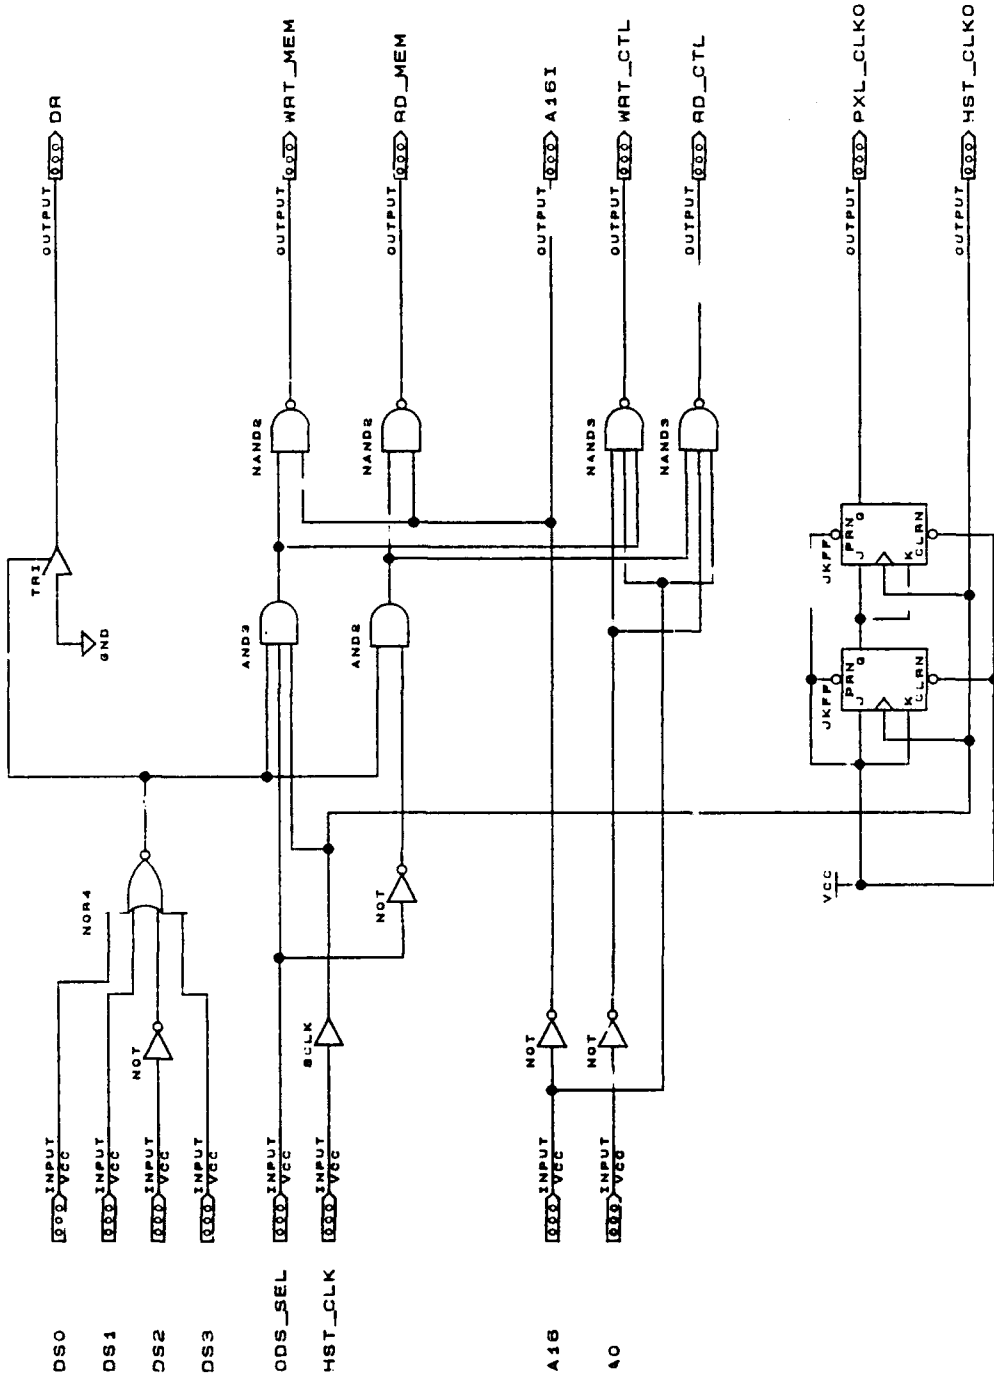 DS0 INPUT VCC
DS1 INPUT VCC
DS2 INPUT VCC
DS3 INPUT VCC
ODS_SEL INPUT VCC
HST_CLK INPUT VCC
A16 INPUT VCC
A0 INPUT VCC
NOT
NOR4
TRI
GND
OUTPUT DR
SCLK
NOT
AND3
AND2
NAND2
OUTPUT WRT_MEM
NAND2
OUTPUT RD_MEM
NOT
OUTPUT A16I
NOT
NAND3
OUTPUT WRT_CTL
NAND3
OUTPUT RD_CTL
VCC
JKFF
PRN
J Q
K
CLRN
JKFF
PRN
J Q
K
CLRN
OUTPUT PXL_CLKO
OUTPUT HST_CLKO